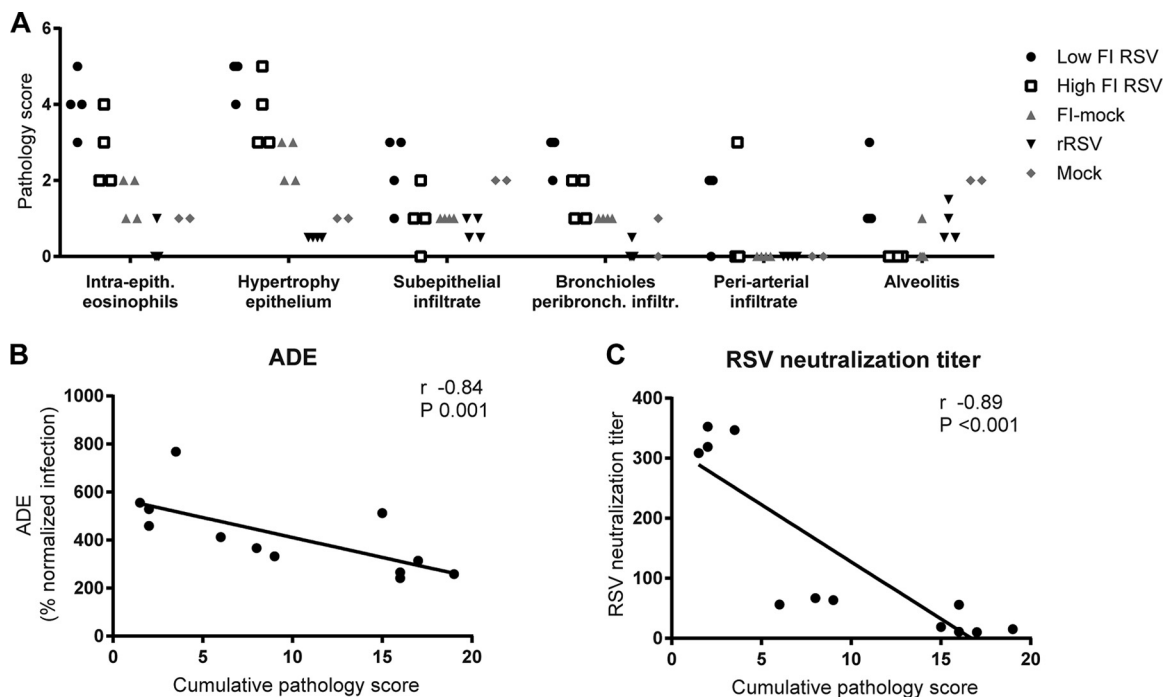 A
6
4
2
0
Pathology score
Intra-epith.
eosinophils
Hypertrophy
epithelium
Subepithelial
infiltrate
Bronchioles
peribronch. infiltr.
Peri-arterial
infiltrate
Alveolitis
Low FI RSV
High FI RSV
FI-mock
rRSV
Mock
B
ADE
r -0.84
P 0.001
1000
800
600
400
200
0
ADE
(% normalized infection)
0 5 10 15 20
Cumulative pathology score
C
RSV neutralization titer
r -0.89
P <0.001
400
300
200
100
0
RSV neutralization titer
0 5 10 15 20
Cumulative pathology score